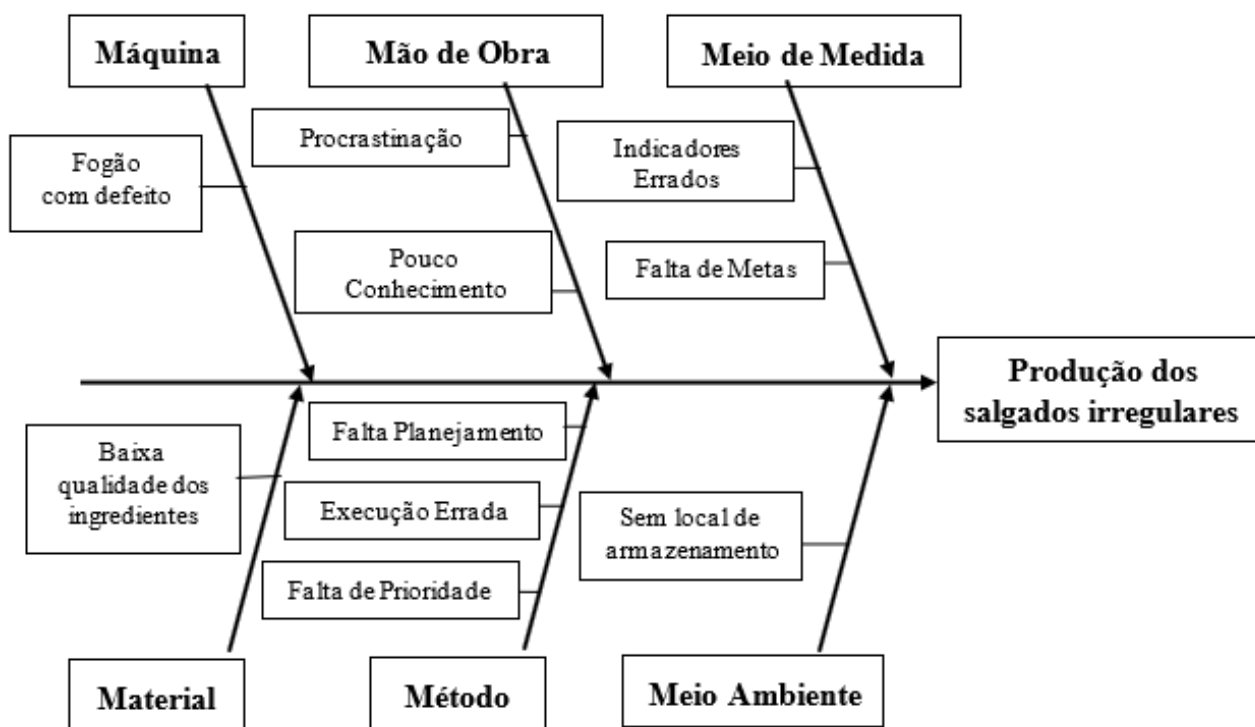 Máquina
Mão de Obra
Meio de Medida
Fogão
com defeito
Procrastinação
Pouco
Conhecimento
Indicadores
Errados
Falta de Metas
Produção dos
salgados irregulares
Baixa
qualidade dos
ingredientes
Falta Planejamento
Execução Errada
Falta de Prioridade
Sem local de
armazenamento
Material
Método
Meio Ambiente